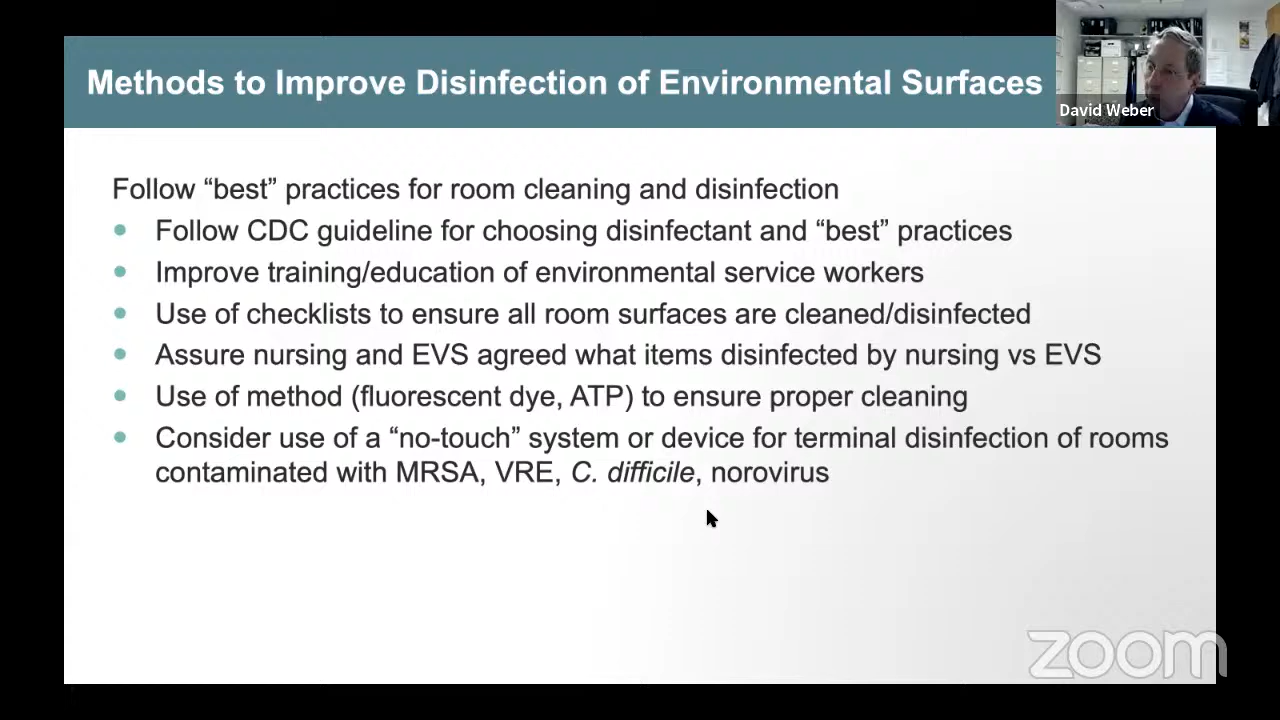 Methods to Improve Disinfection of Environmental Surfaces
David Weber
Follow “best” practices for room cleaning and disinfection
• Follow CDC guideline for choosing disinfectant and “best” practices
• Improve training/education of environmental service workers
• Use of checklists to ensure all room surfaces are cleaned/disinfected
• Assure nursing and EVS agreed what items disinfected by nursing vs EVS
• Use of method (fluorescent dye, ATP) to ensure proper cleaning
• Consider use of a “no-touch” system or device for terminal disinfection of rooms
contaminated with MRSA, VRE, C. difficile, norovirus
zoom